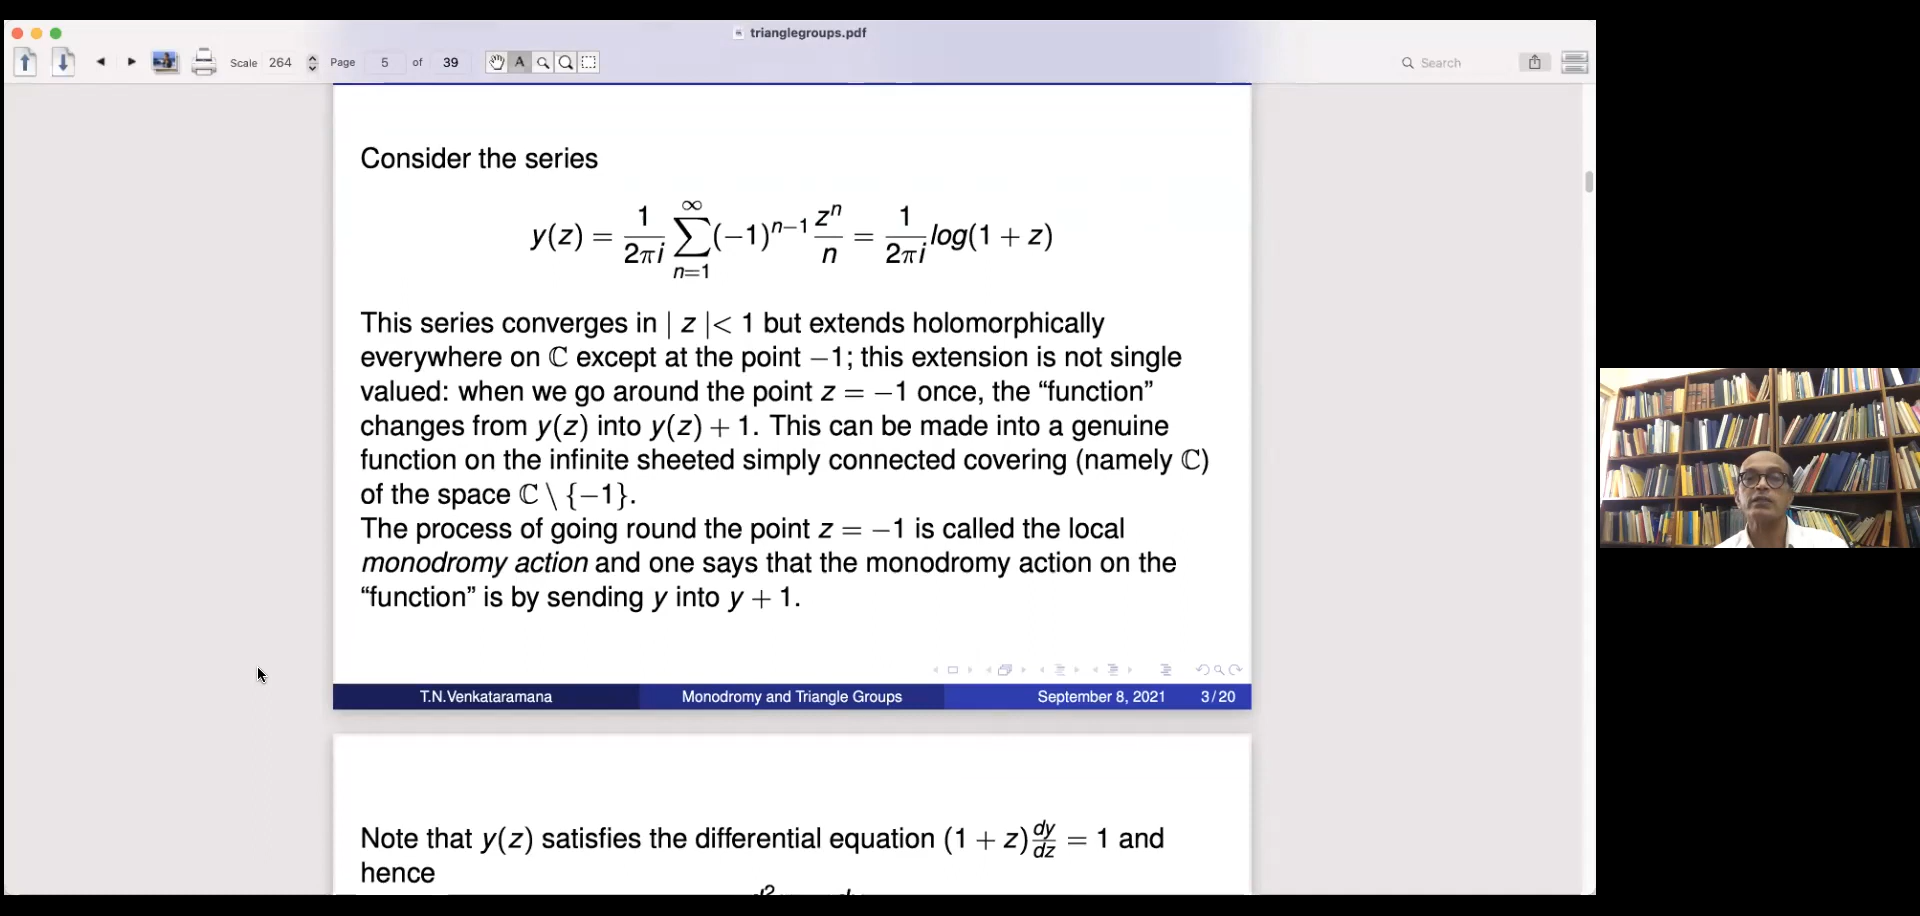 trianglegroups.pdf
Scale 264 Page 5 of 39 A Search
Consider the series
y(z) = \frac{1}{2πi} \sum_{n=1}^{∞} (−1)^{n−1} \frac{z^n}{n} = \frac{1}{2πi} log(1 + z)
This series converges in | z |< 1 but extends holomorphically
everywhere on ℂ except at the point −1; this extension is not single
valued: when we go around the point z = −1 once, the “function”
changes from y(z) into y(z) + 1. This can be made into a genuine
function on the infinite sheeted simply connected covering (namely ℂ)
of the space ℂ \ {−1}.
The process of going round the point z = −1 is called the local
monodromy action and one says that the monodromy action on the
“function” is by sending y into y + 1.
T.N.Venkataramana Monodromy and Triangle Groups September 8, 2021 3/20
Note that y(z) satisfies the differential equation (1 + z)\frac{dy}{dz} = 1 and
hence